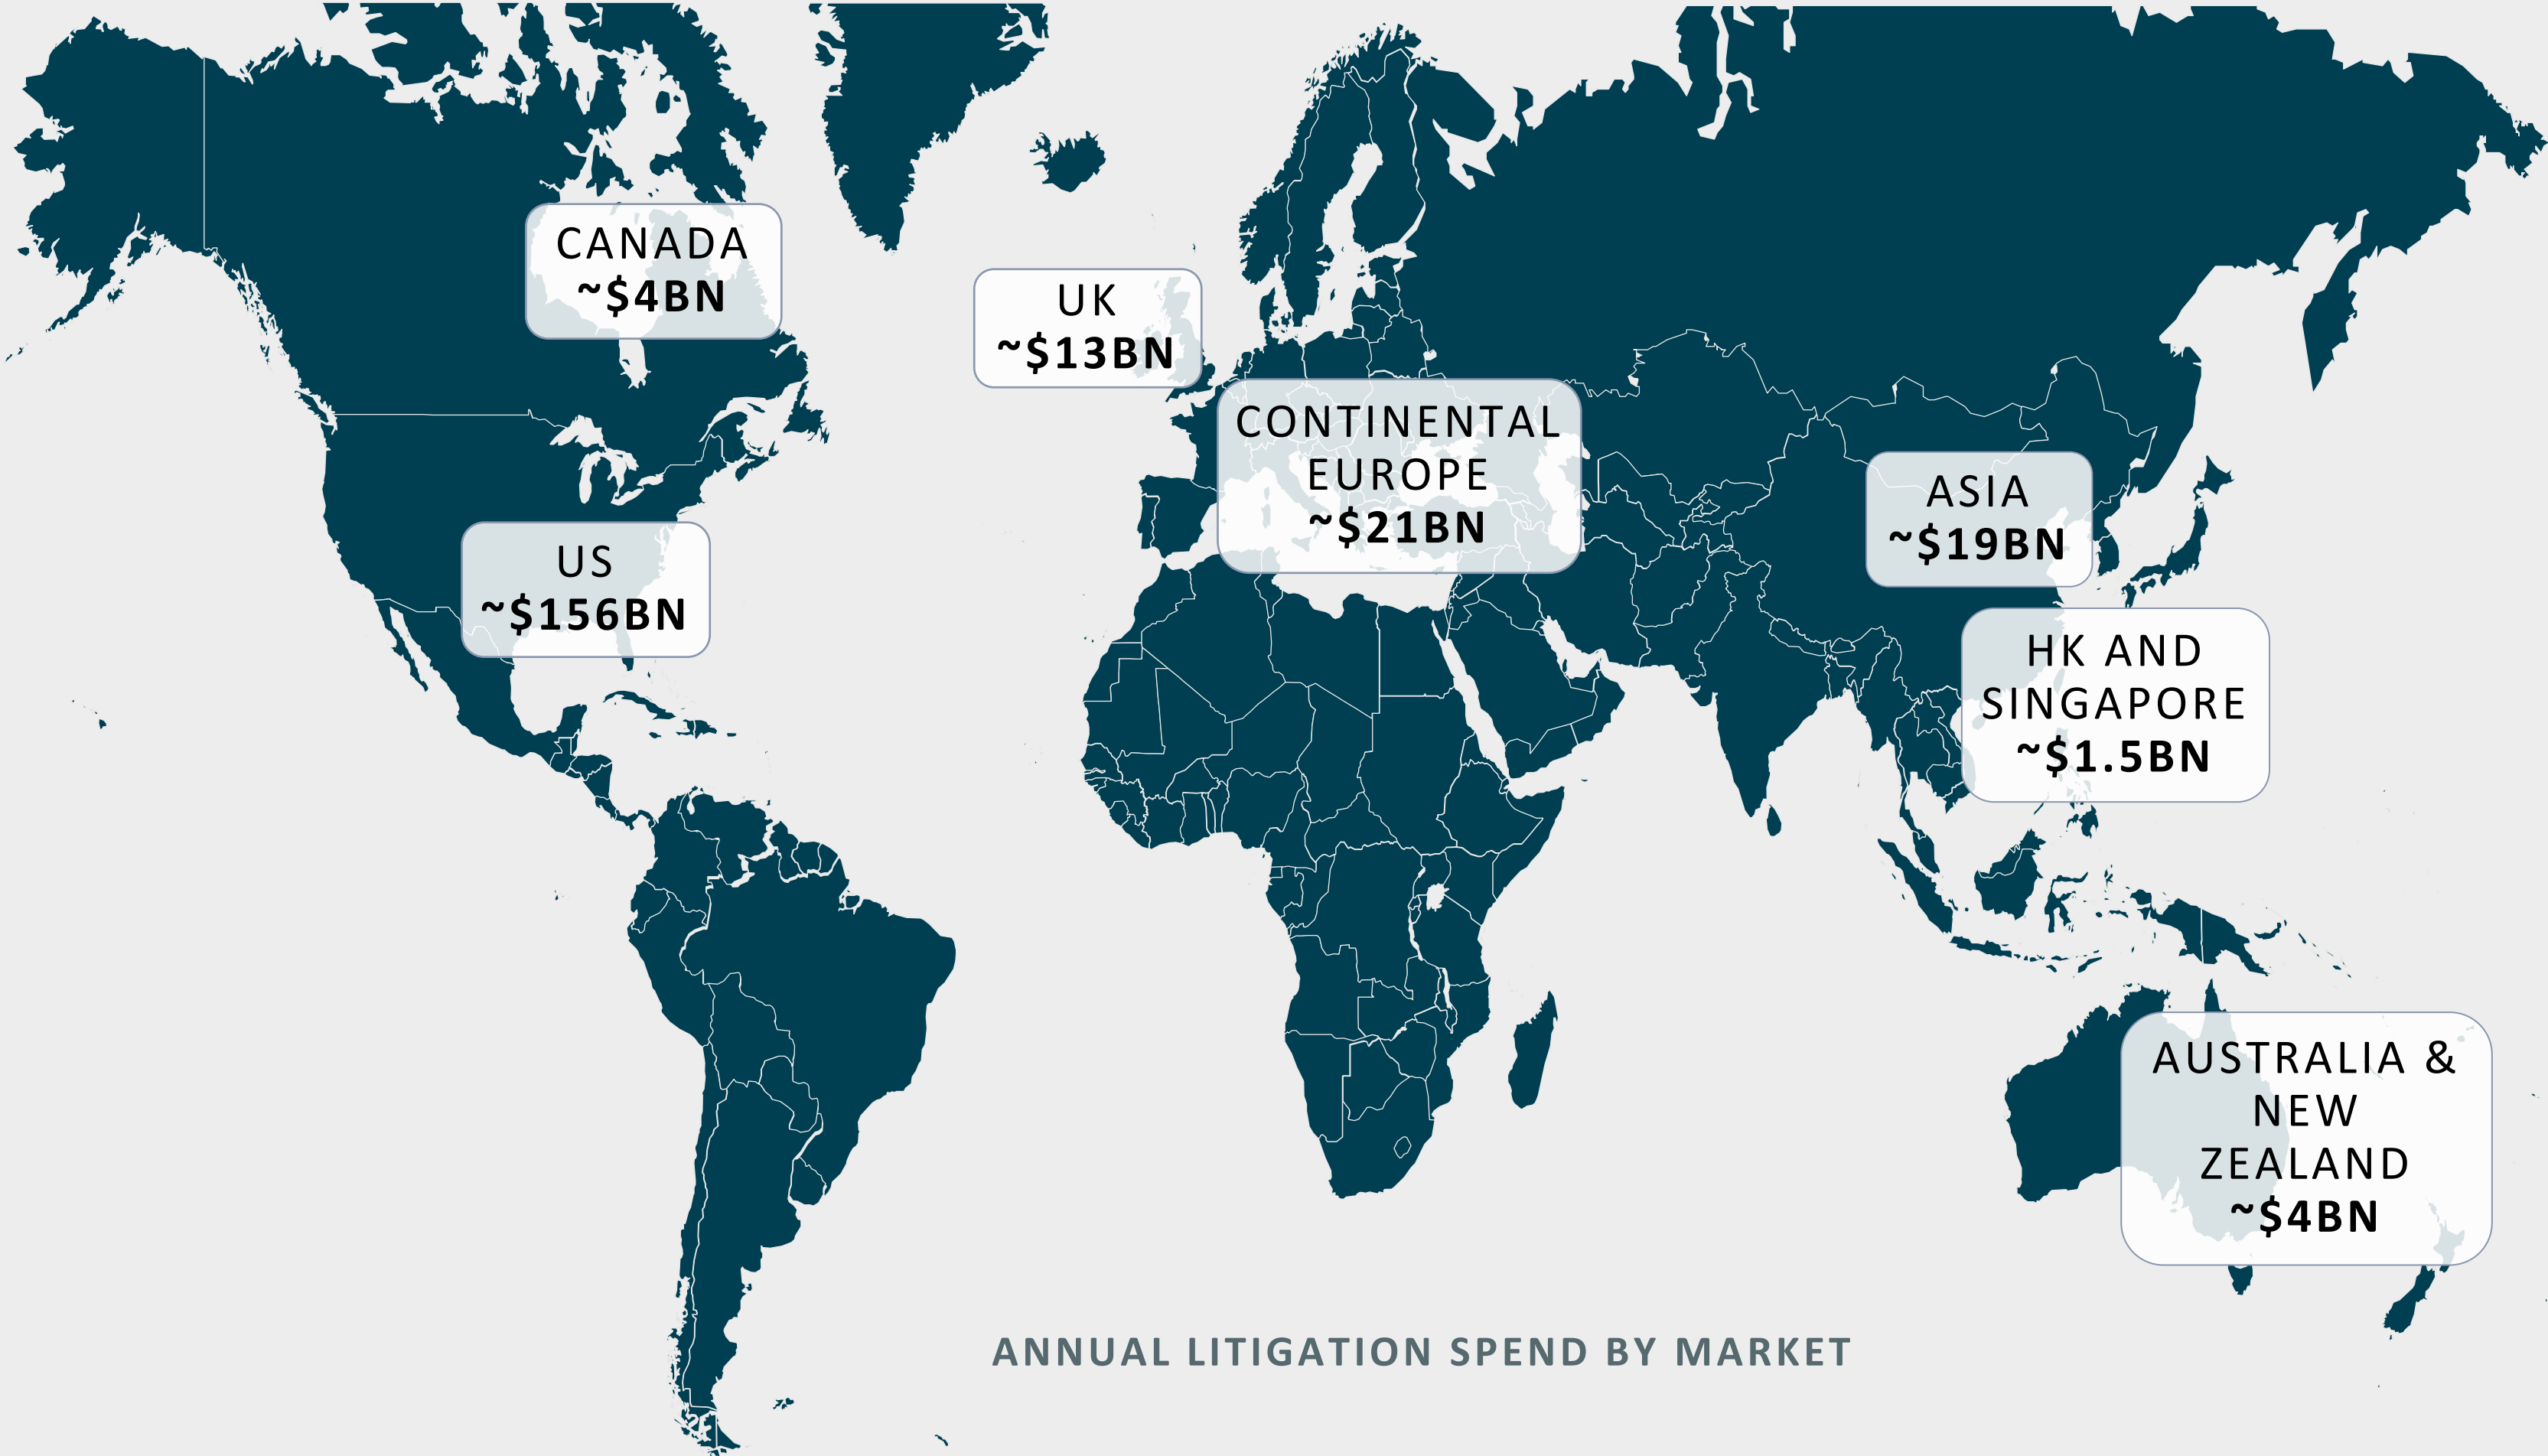 CANADA
~$4BN
UK
~$13BN
CONTINENTAL
EUROPE
~$21BN
ASIA
~$19BN
US
~$156BN
HK AND
SINGAPORE
~$1.5BN
AUSTRALIA &
NEW
ZEALAND
~$4BN
ANNUAL LITIGATION SPEND BY MARKET